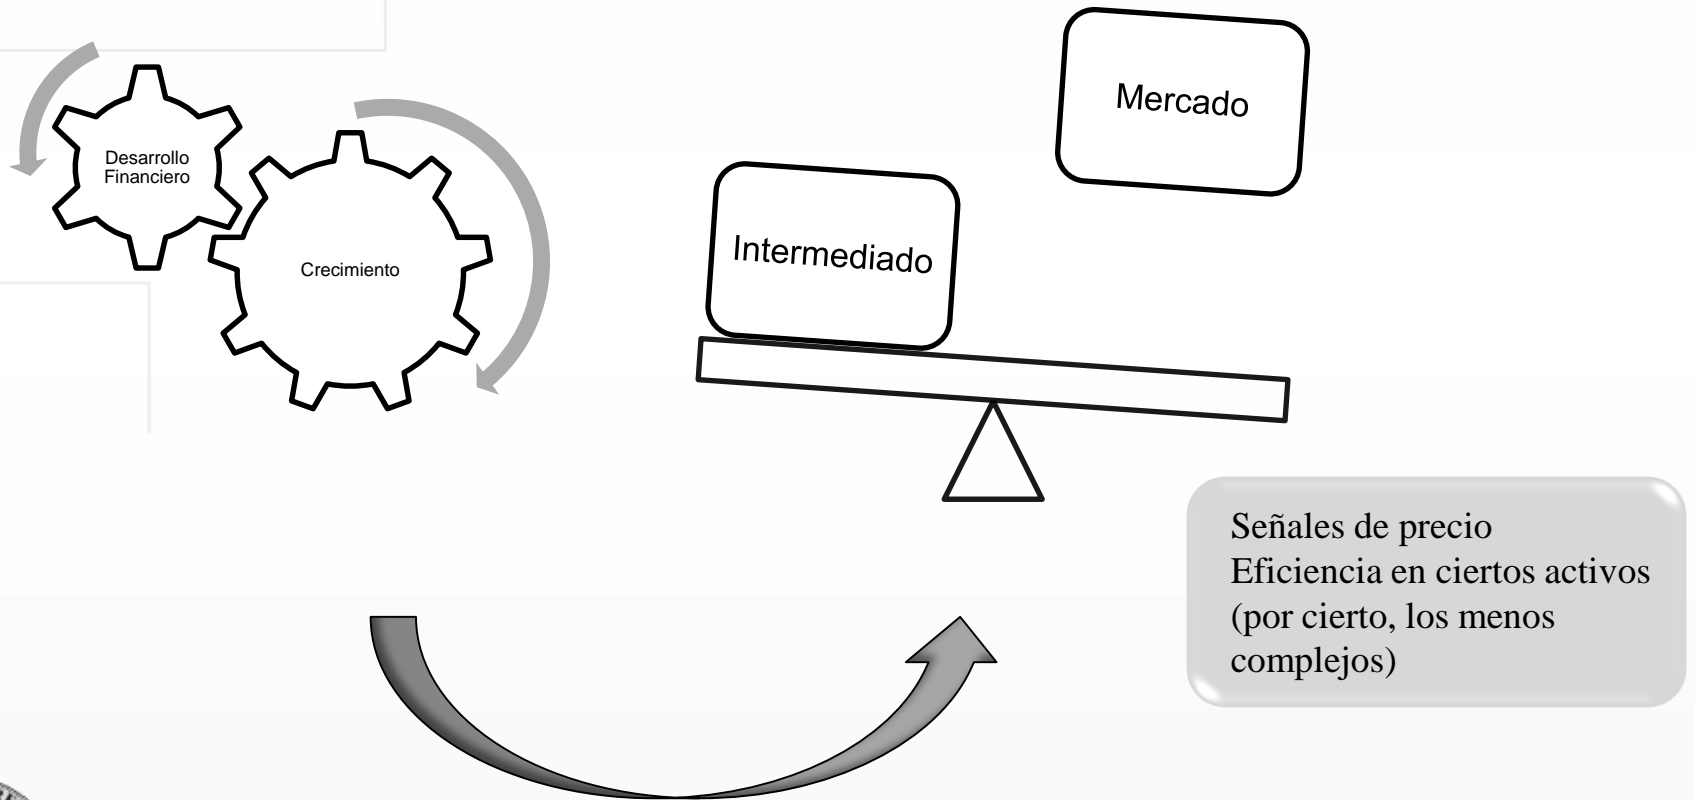 Desarrollo
Financiero
Crecimiento
Mercado
Intermediado
Señales de precio
Eficiencia en ciertos activos
(por cierto, los menos
complejos)